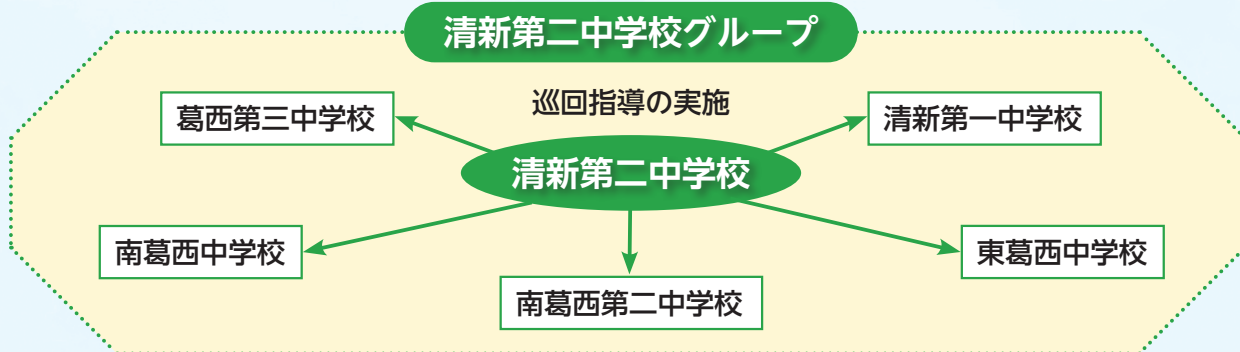 清新第二中学校グループ
巡回指導の実施
葛西第三中学校
清新第一中学校
清新第二中学校
南葛西中学校
東葛西中学校
南葛西第二中学校